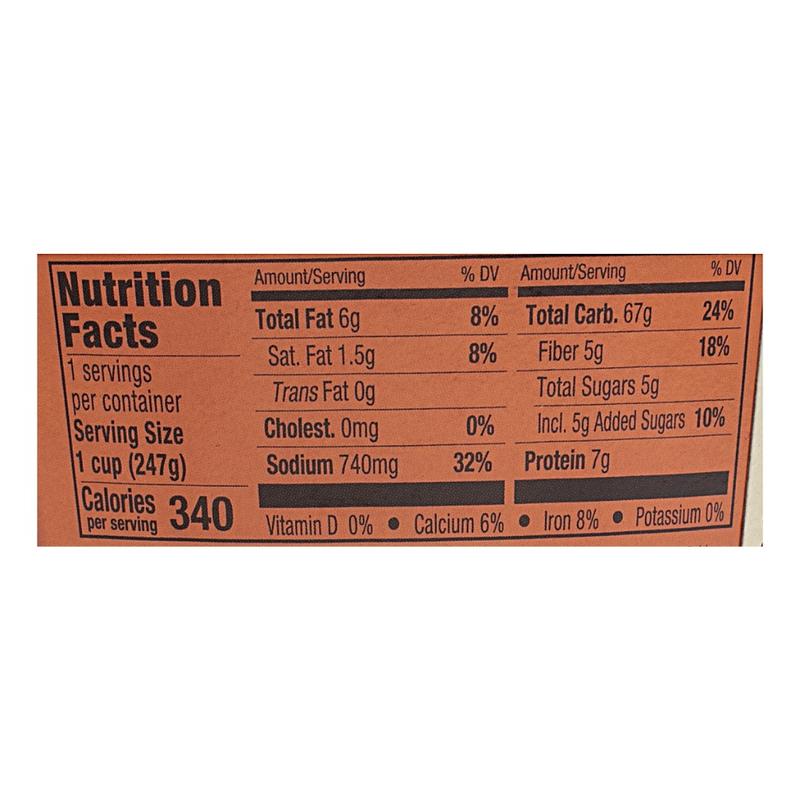 Nutrition
Facts
1 servings
per container
Serving Size
1 cup (247g)
Calories
per serving 340
Amount/Serving % DV
Total Fat 6g 8%
Sat. Fat 1.5g 8%
Trans Fat 0g
Cholest. 0mg 0%
Sodium 740mg 32%
Amount/Serving % DV
Total Carb. 67g 24%
Fiber 5g 18%
Total Sugars 5g
Incl. 5g Added Sugars 10%
Protein 7g
Vitamin D 0% • Calcium 6% • Iron 8% • Potassium 0%